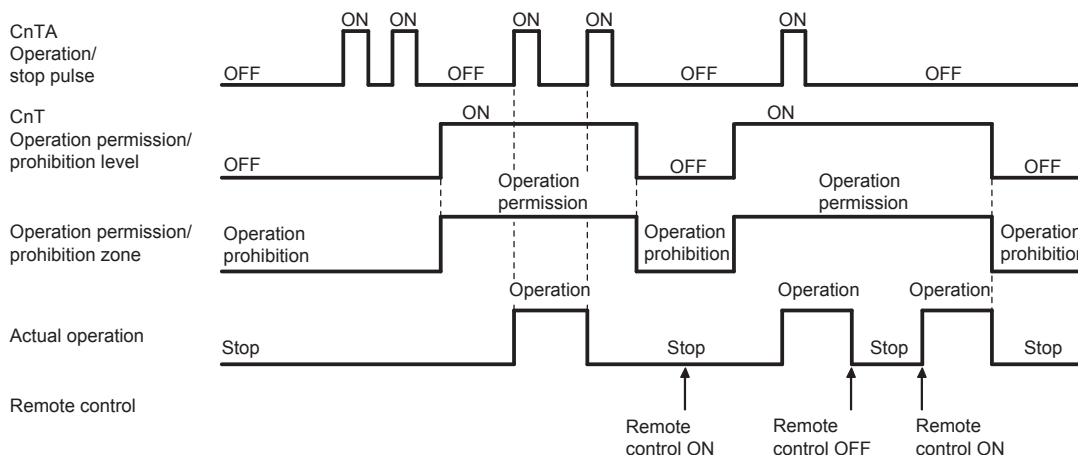 ON ON ON ON ON
CnTA
Operation/
stop pulse
OFF OFF OFF OFF
CnT
Operation permission/
prohibition level
ON ON
OFF OFF OFF
Operation
permission
Operation
permission
Operation permission/
prohibition zone
Operation
prohibition
Operation
prohibition
Operation
prohibition
Operation Operation Operation
Actual operation
Stop Stop Stop Stop
Remote control
Remote
control ON
Remote
control OFF
Remote
control ON